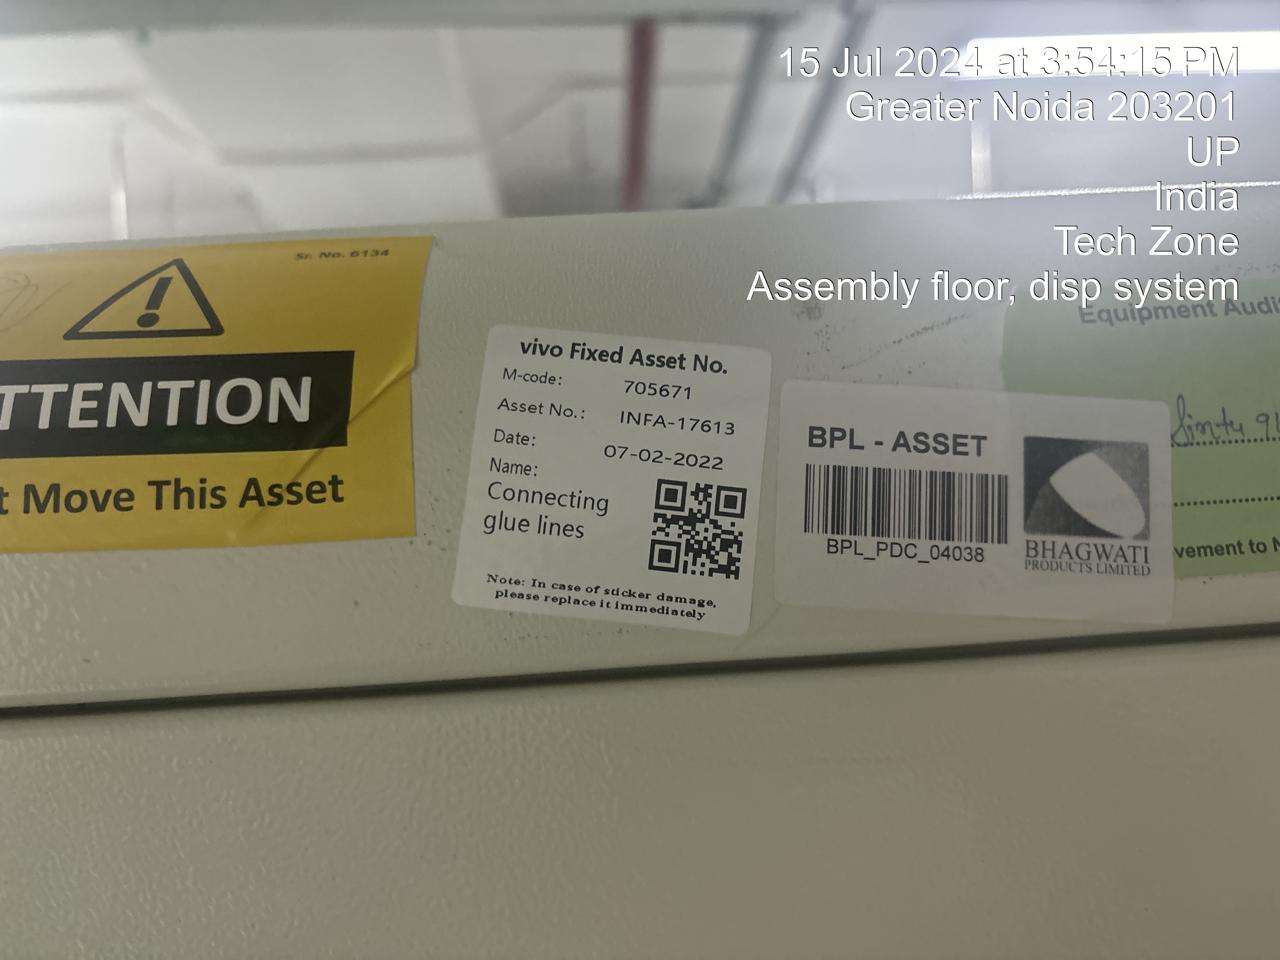 15 Jul 2024 at 3:54:15 PM
Greater Noida 203201
UP
India
Tech Zone
Assembly floor, disp system
Sr. No. 6134
TTENTION
t Move This Asset
vivo Fixed Asset No.
M-code: 705671
Asset No.: INFA-17613
Date: 07-02-2022
Name:
Connecting
glue lines
Note: In case of sticker damage,
please replace it immediately
BPL - ASSET
BPL_PDC_04038
BHAGWATI
PRODUCTS LIMITED
Equipment Audi
vement to N